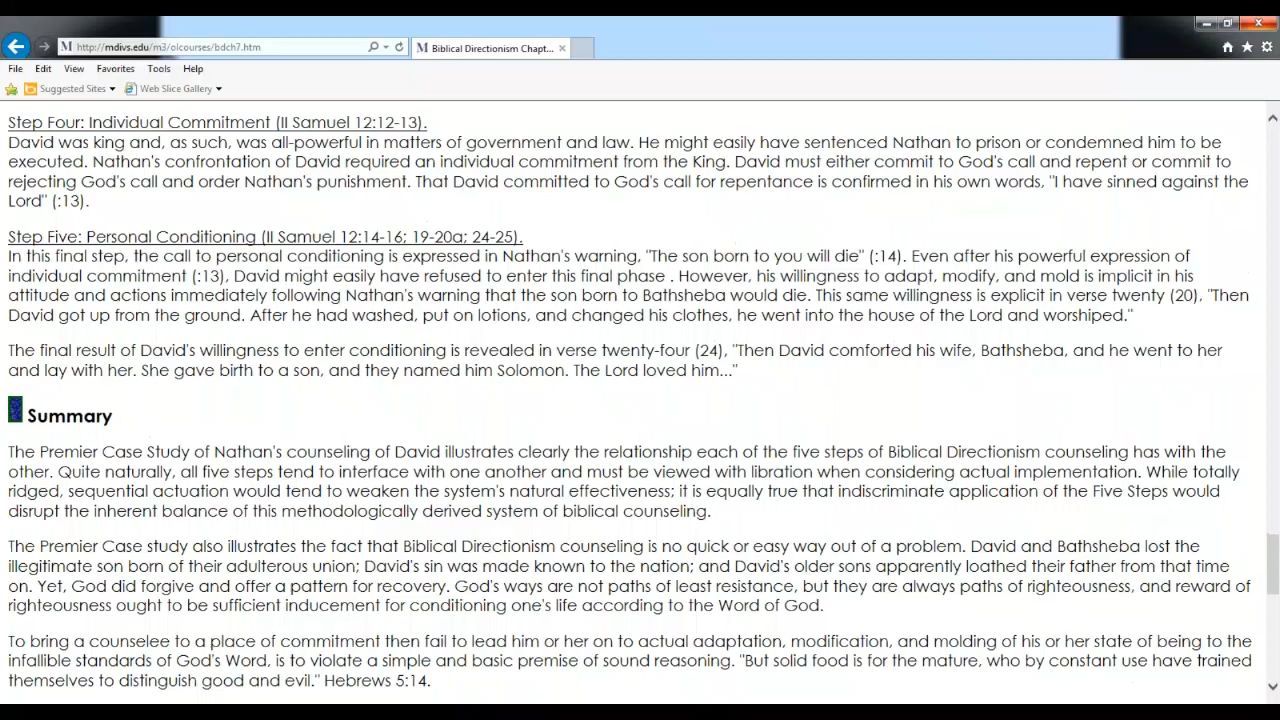 http://mdivs.edu/m3/olcourses/bdch7.htm
Biblical Directionism Chapt...
File Edit View Favorites Tools Help
Suggested Sites Web Slice Gallery
Step Four: Individual Commitment (II Samuel 12:12-13).
David was king and, as such, was all-powerful in matters of government and law. He might easily have sentenced Nathan to prison or condemned him to be
executed. Nathan's confrontation of David required an individual commitment from the King. David must either commit to God's call and repent or commit to
rejecting God's call and order Nathan's punishment. That David committed to God's call for repentance is confirmed in his own words, "I have sinned against the
Lord" (:13).
Step Five: Personal Conditioning (II Samuel 12:14-16; 19-20a; 24-25).
In this final step, the call to personal conditioning is expressed in Nathan's warning, "The son born to you will die" (:14). Even after his powerful expression of
individual commitment (:13), David might easily have refused to enter this final phase . However, his willingness to adapt, modify, and mold is implicit in his
attitude and actions immediately following Nathan's warning that the son born to Bathsheba would die. This same willingness is explicit in verse twenty (20), "Then
David got up from the ground. After he had washed, put on lotions, and changed his clothes, he went into the house of the Lord and worshiped."
The final result of David's willingness to enter conditioning is revealed in verse twenty-four (24), "Then David comforted his wife, Bathsheba, and he went to her
and lay with her. She gave birth to a son, and they named him Solomon. The Lord loved him..."
Summary
The Premier Case Study of Nathan's counseling of David illustrates clearly the relationship each of the five steps of Biblical Directionism counseling has with the
other. Quite naturally, all five steps tend to interface with one another and must be viewed with libration when considering actual implementation. While totally
ridged, sequential actuation would tend to weaken the system's natural effectiveness; it is equally true that indiscriminate application of the Five Steps would
disrupt the inherent balance of this methodologically derived system of biblical counseling.
The Premier Case study also illustrates the fact that Biblical Directionism counseling is no quick or easy way out of a problem. David and Bathsheba lost the
illegitimate son born of their adulterous union; David's sin was made known to the nation; and David's older sons apparently loathed their father from that time
on. Yet, God did forgive and offer a pattern for recovery. God's ways are not paths of least resistance, but they are always paths of righteousness, and reward of
righteousness ought to be sufficient inducement for conditioning one's life according to the Word of God.
To bring a counselee to a place of commitment then fail to lead him or her on to actual adaptation, modification, and molding of his or her state of being to the
infallible standards of God's Word, is to violate a simple and basic premise of sound reasoning. "But solid food is for the mature, who by constant use have trained
themselves to distinguish good and evil." Hebrews 5:14.